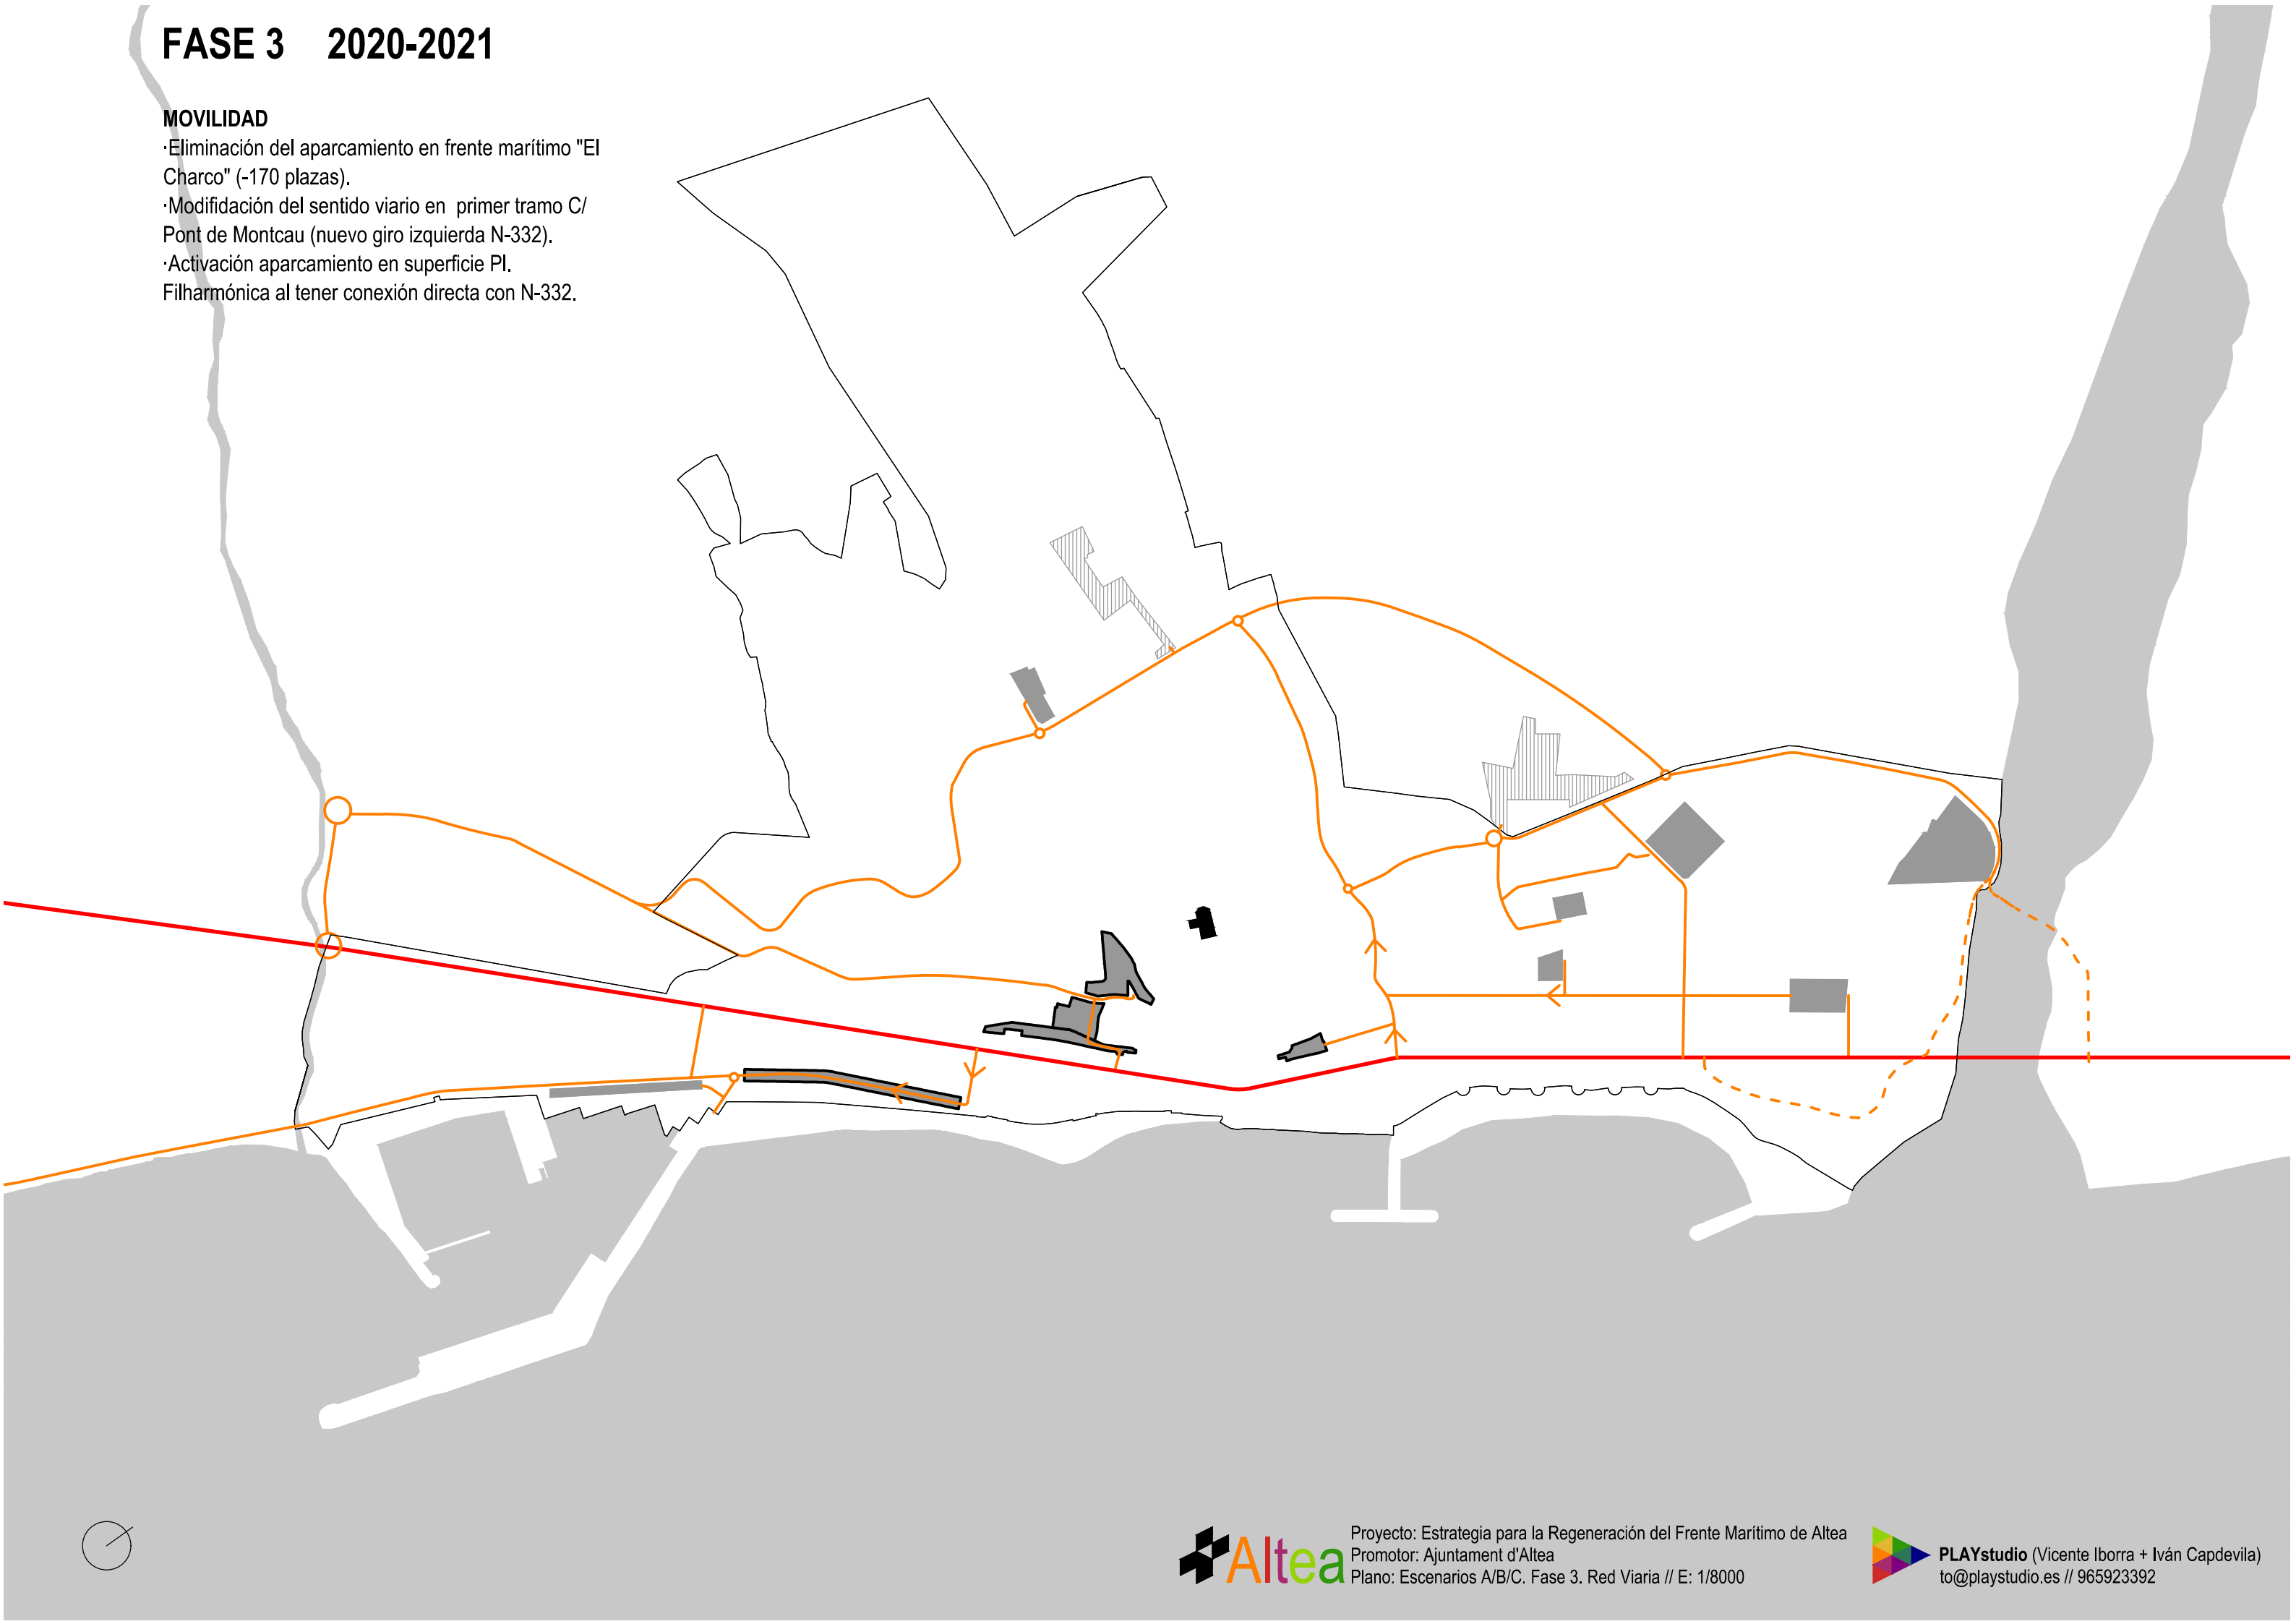 FASE 3 2020-2021
MOVILIDAD
·Eliminación del aparcamiento en frente marítimo "El
Charco" (-170 plazas).
·Modifidación del sentido viario en primer tramo C/
Pont de Montcau (nuevo giro izquierda N-332).
·Activación aparcamiento en superficie Pl.
Filharmónica al tener conexión directa con N-332.
Altea
Proyecto: Estrategia para la Regeneración del Frente Marítimo de Altea
Promotor: Ajuntament d'Altea
Plano: Escenarios A/B/C. Fase 3. Red Viaria // E: 1/8000
PLAYstudio (Vicente Iborra + Iván Capdevila)
to@playstudio.es // 965923392